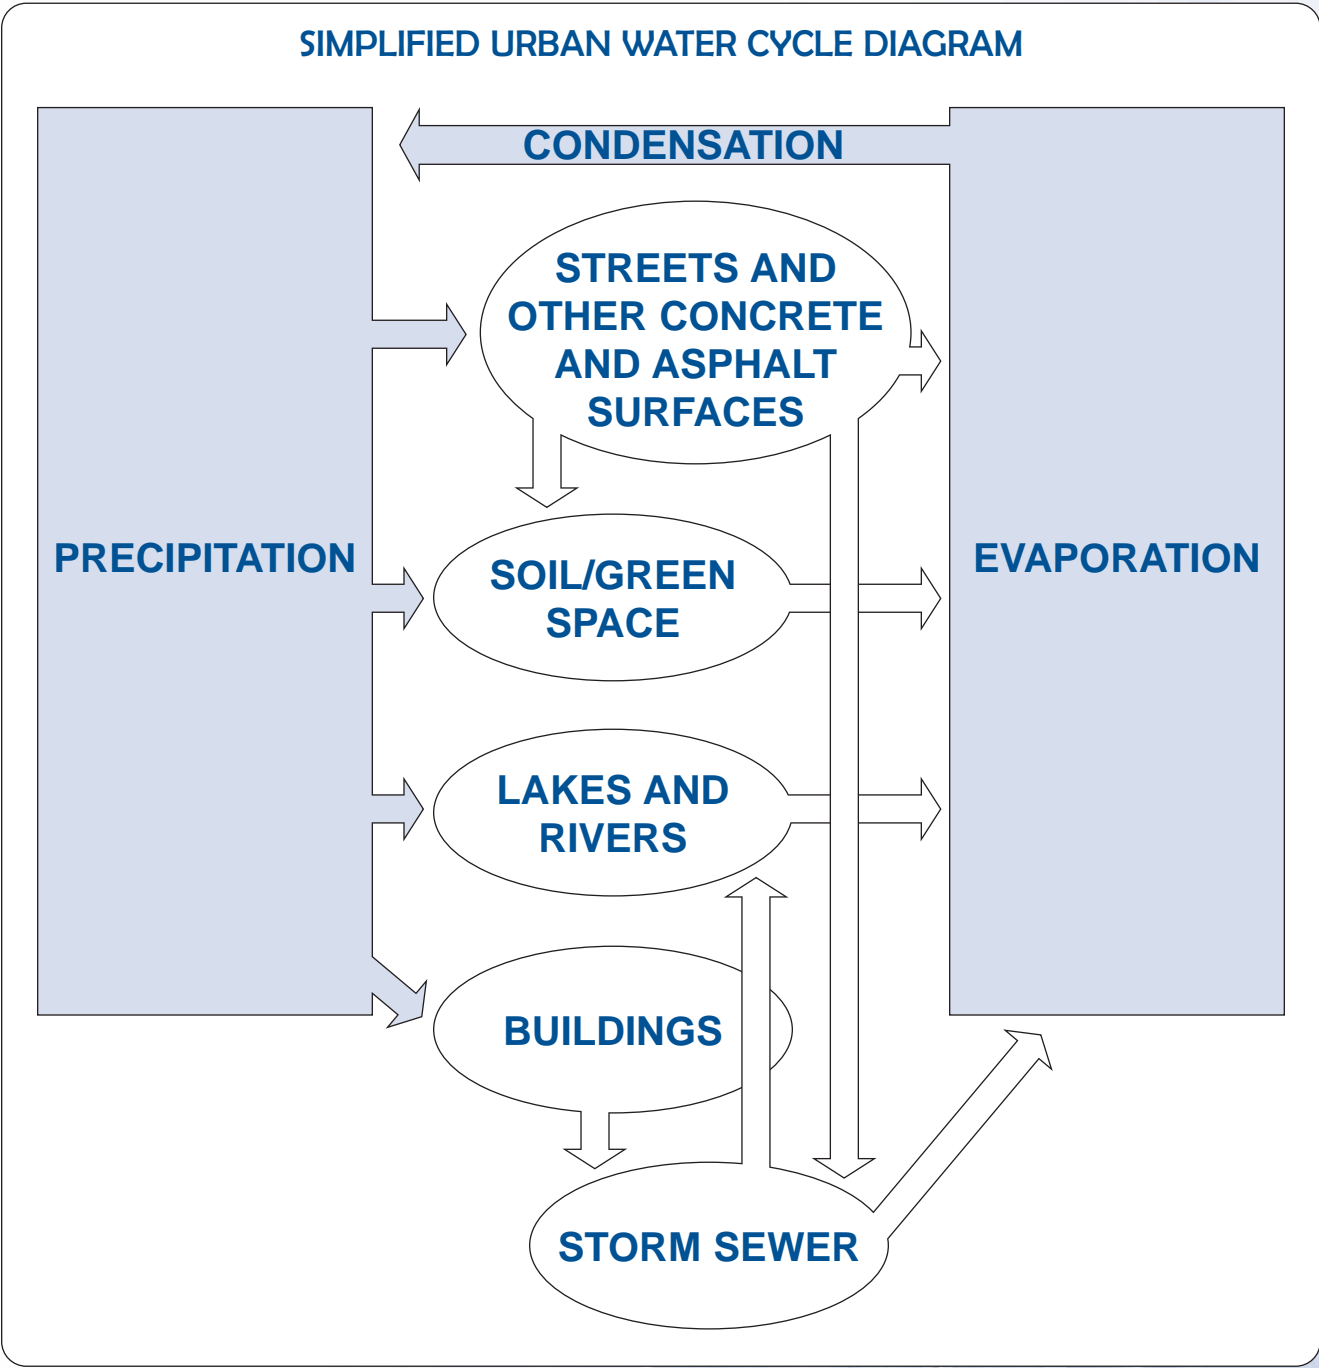 SIMPLIFIED URBAN WATER CYCLE DIAGRAM
CONDENSATION
STREETS AND
OTHER CONCRETE
AND ASPHALT
SURFACES
PRECIPITATION
SOIL/GREEN
SPACE
EVAPORATION
LAKES AND
RIVERS
BUILDINGS
STORM SEWER